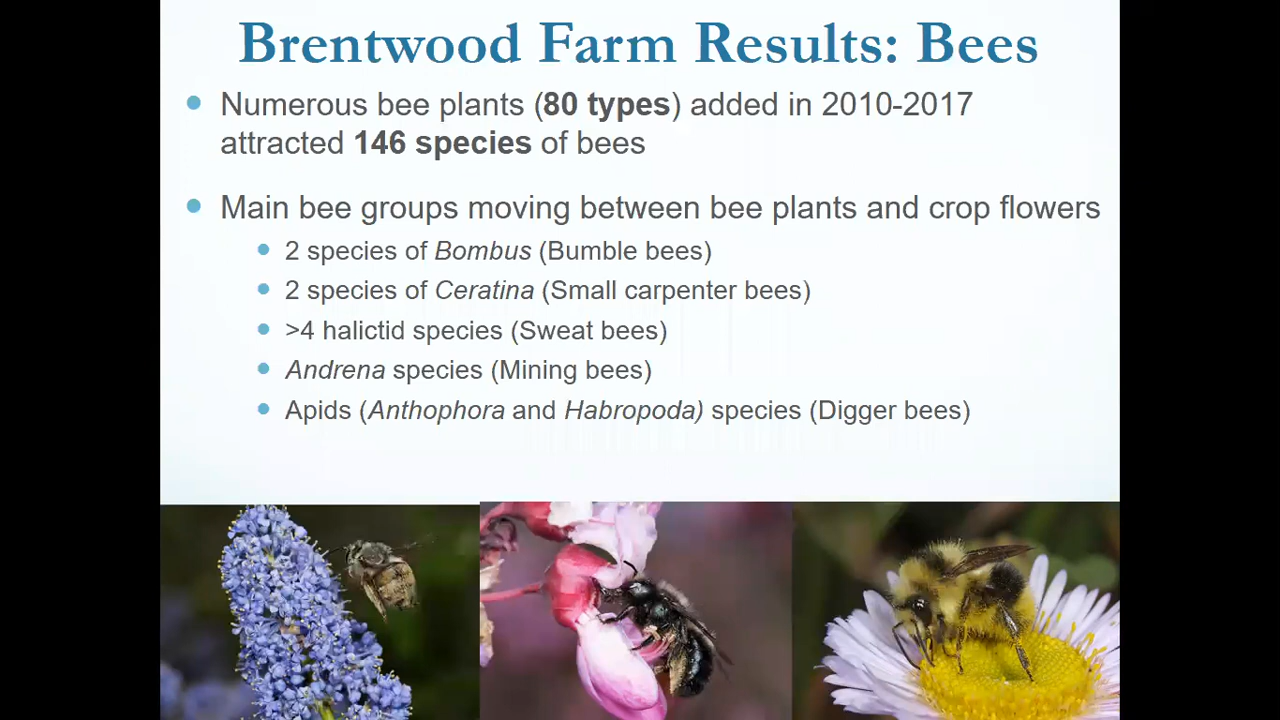 Brentwood Farm Results: Bees
Numerous bee plants (80 types) added in 2010-2017
attracted 146 species of bees
Main bee groups moving between bee plants and crop flowers
2 species of Bombus (Bumble bees)
2 species of Ceratina (Small carpenter bees)
>4 halictid species (Sweat bees)
Andrena species (Mining bees)
Apids (Anthophora and Habropoda) species (Digger bees)